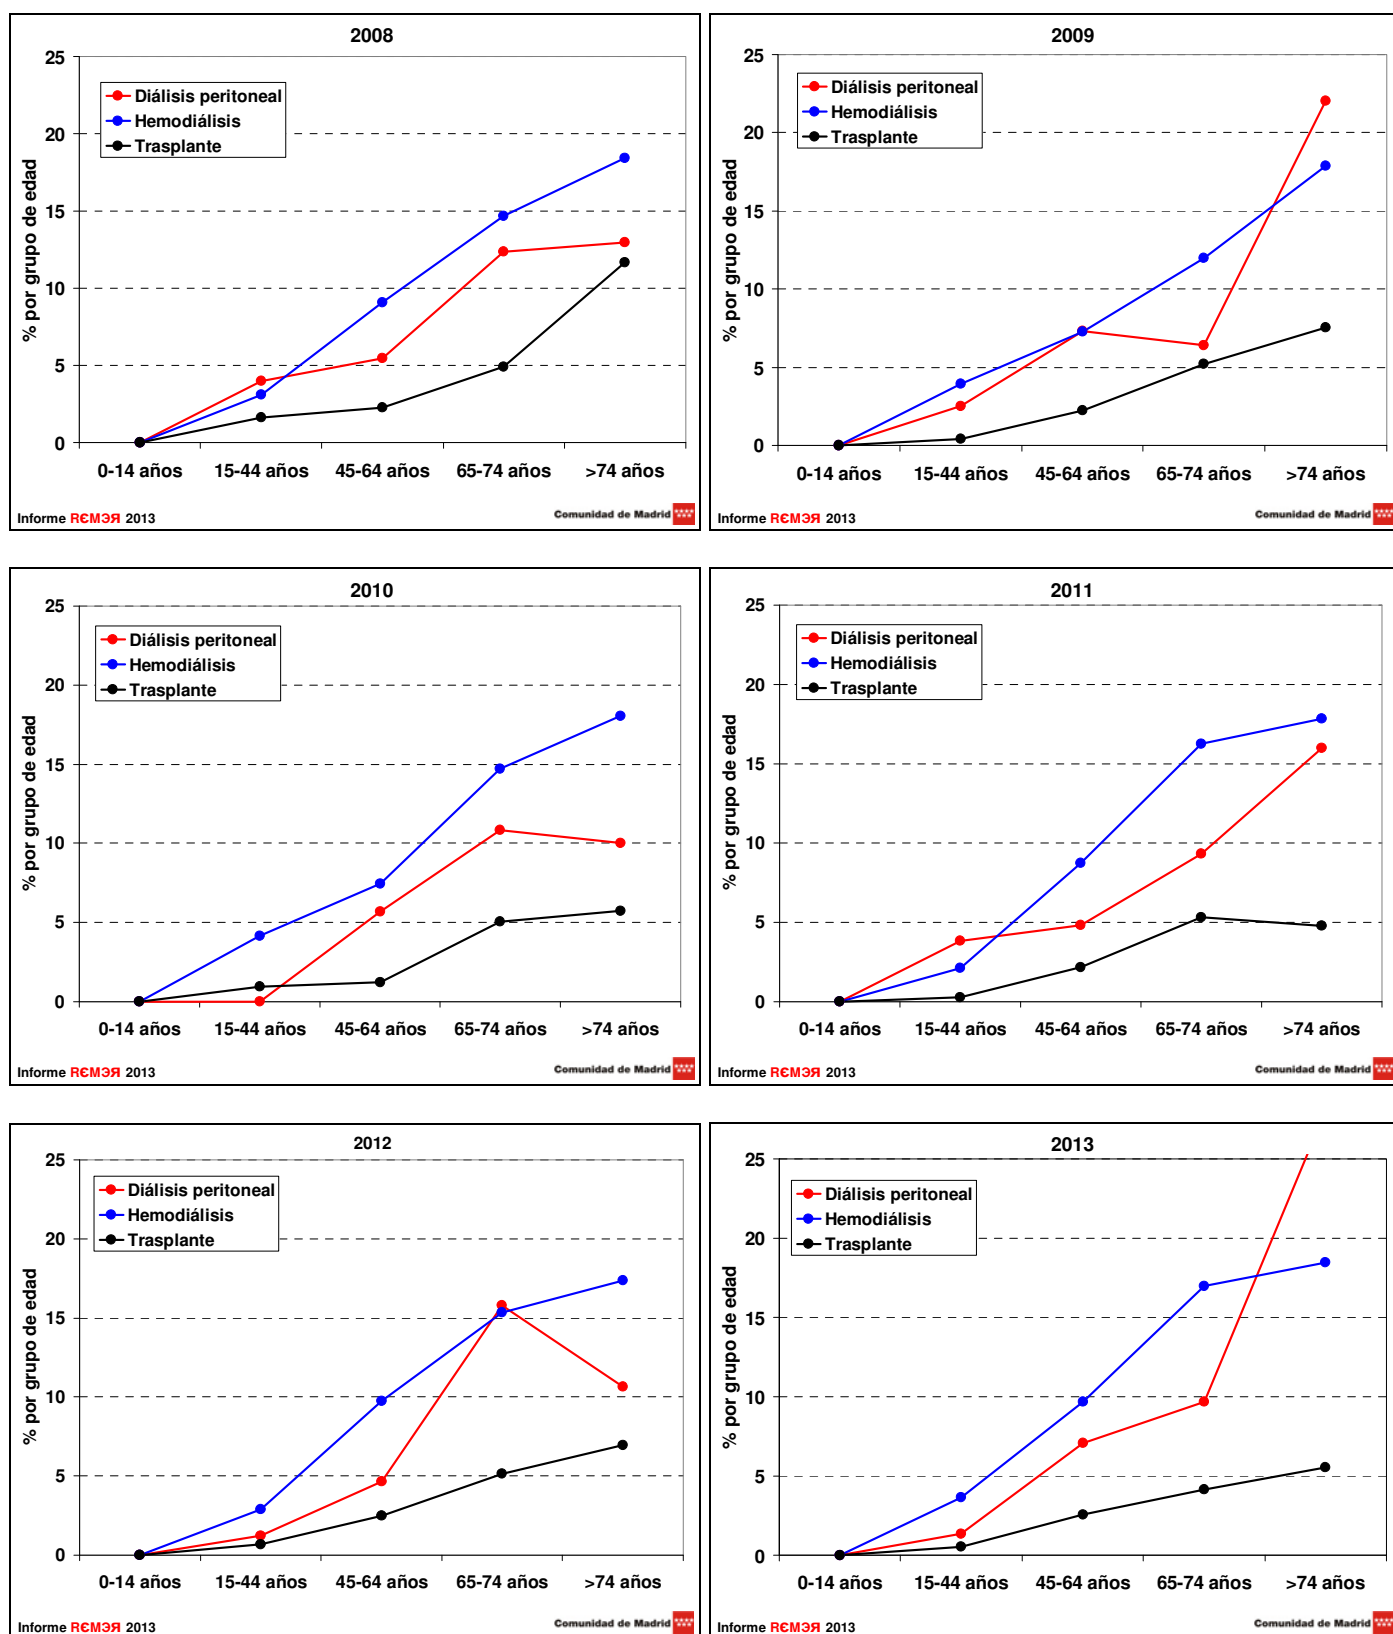 2008
25
20
15
10
5
0
% por grupo de edad
Diálisis peritoneal
Hemodiálisis
Trasplante
0-14 años 15-44 años 45-64 años 65-74 años >74 años
Informe RЄMƎЯ 2013
Comunidad de Madrid
2009
25
20
15
10
5
0
% por grupo de edad
Diálisis peritoneal
Hemodiálisis
Trasplante
0-14 años 15-44 años 45-64 años 65-74 años >74 años
Informe RЄMƎЯ 2013
Comunidad de Madrid
2010
25
20
15
10
5
0
% por grupo de edad
Diálisis peritoneal
Hemodiálisis
Trasplante
0-14 años 15-44 años 45-64 años 65-74 años >74 años
Informe RЄMƎЯ 2013
Comunidad de Madrid
2011
25
20
15
10
5
0
% por grupo de edad
Diálisis peritoneal
Hemodiálisis
Trasplante
0-14 años 15-44 años 45-64 años 65-74 años >74 años
Informe RЄMƎЯ 2013
Comunidad de Madrid
2012
25
20
15
10
5
0
% por grupo de edad
Diálisis peritoneal
Hemodiálisis
Trasplante
0-14 años 15-44 años 45-64 años 65-74 años >74 años
Informe RЄMƎЯ 2013
Comunidad de Madrid
2013
25
20
15
10
5
0
% por grupo de edad
Diálisis peritoneal
Hemodiálisis
Trasplante
0-14 años 15-44 años 45-64 años 65-74 años >74 años
Informe RЄMƎЯ 2013
Comunidad de Madrid